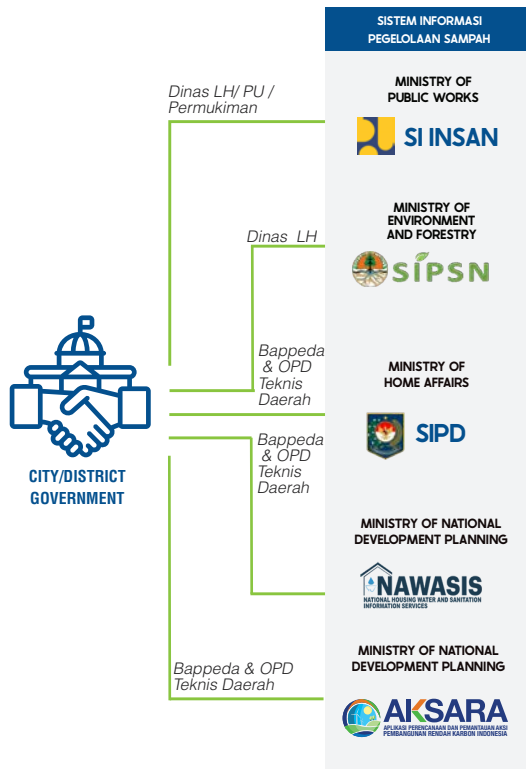 SISTEM INFORMASI
PEGELOLAAN SAMPAH
Dinas LH/ PU /
Permukiman
MINISTRY OF
PUBLIC WORKS
SI INSAN
Dinas LH
MINISTRY OF
ENVIRONMENT
AND FORESTRY
SIPSN
Bappeda
& OPD
Teknis
Daerah
MINISTRY OF
HOME AFFAIRS
SIPD
CITY/DISTRICT
GOVERNMENT
Bappeda
& OPD
Teknis
Daerah
MINISTRY OF NATIONAL
DEVELOPMENT PLANNING
NAWASIS
NATIONAL HOUSING WATER AND SANITATION
INFORMATION SERVICES
Bappeda & OPD
Teknis Daerah
MINISTRY OF NATIONAL
DEVELOPMENT PLANNING
AKSARA
APLIKASI PERENCANAAN DAN PEMANTAUAN AKSI
PEMBANGUNAN RENDAH KARBON INDONESIA